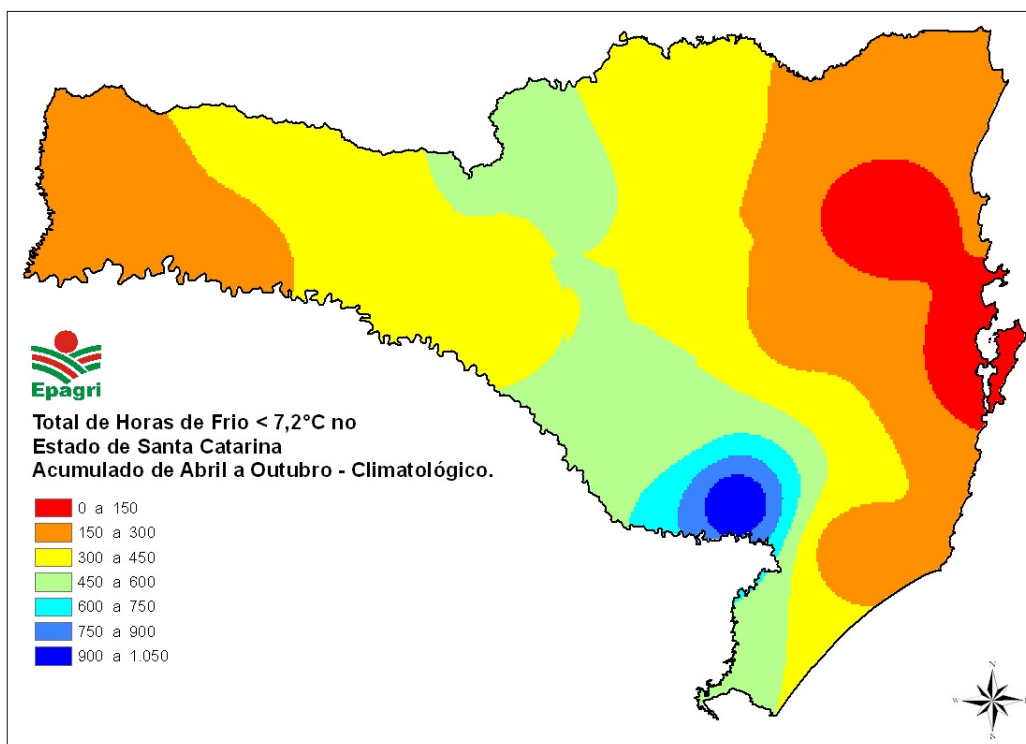 Epagri
Total de Horas de Frio < 7,2°C no
Estado de Santa Catarina
Acumulado de Abril a Outubro - Climatológico.
0 a 150
150 a 300
300 a 450
450 a 600
600 a 750
750 a 900
900 a 1.050
N
W
S